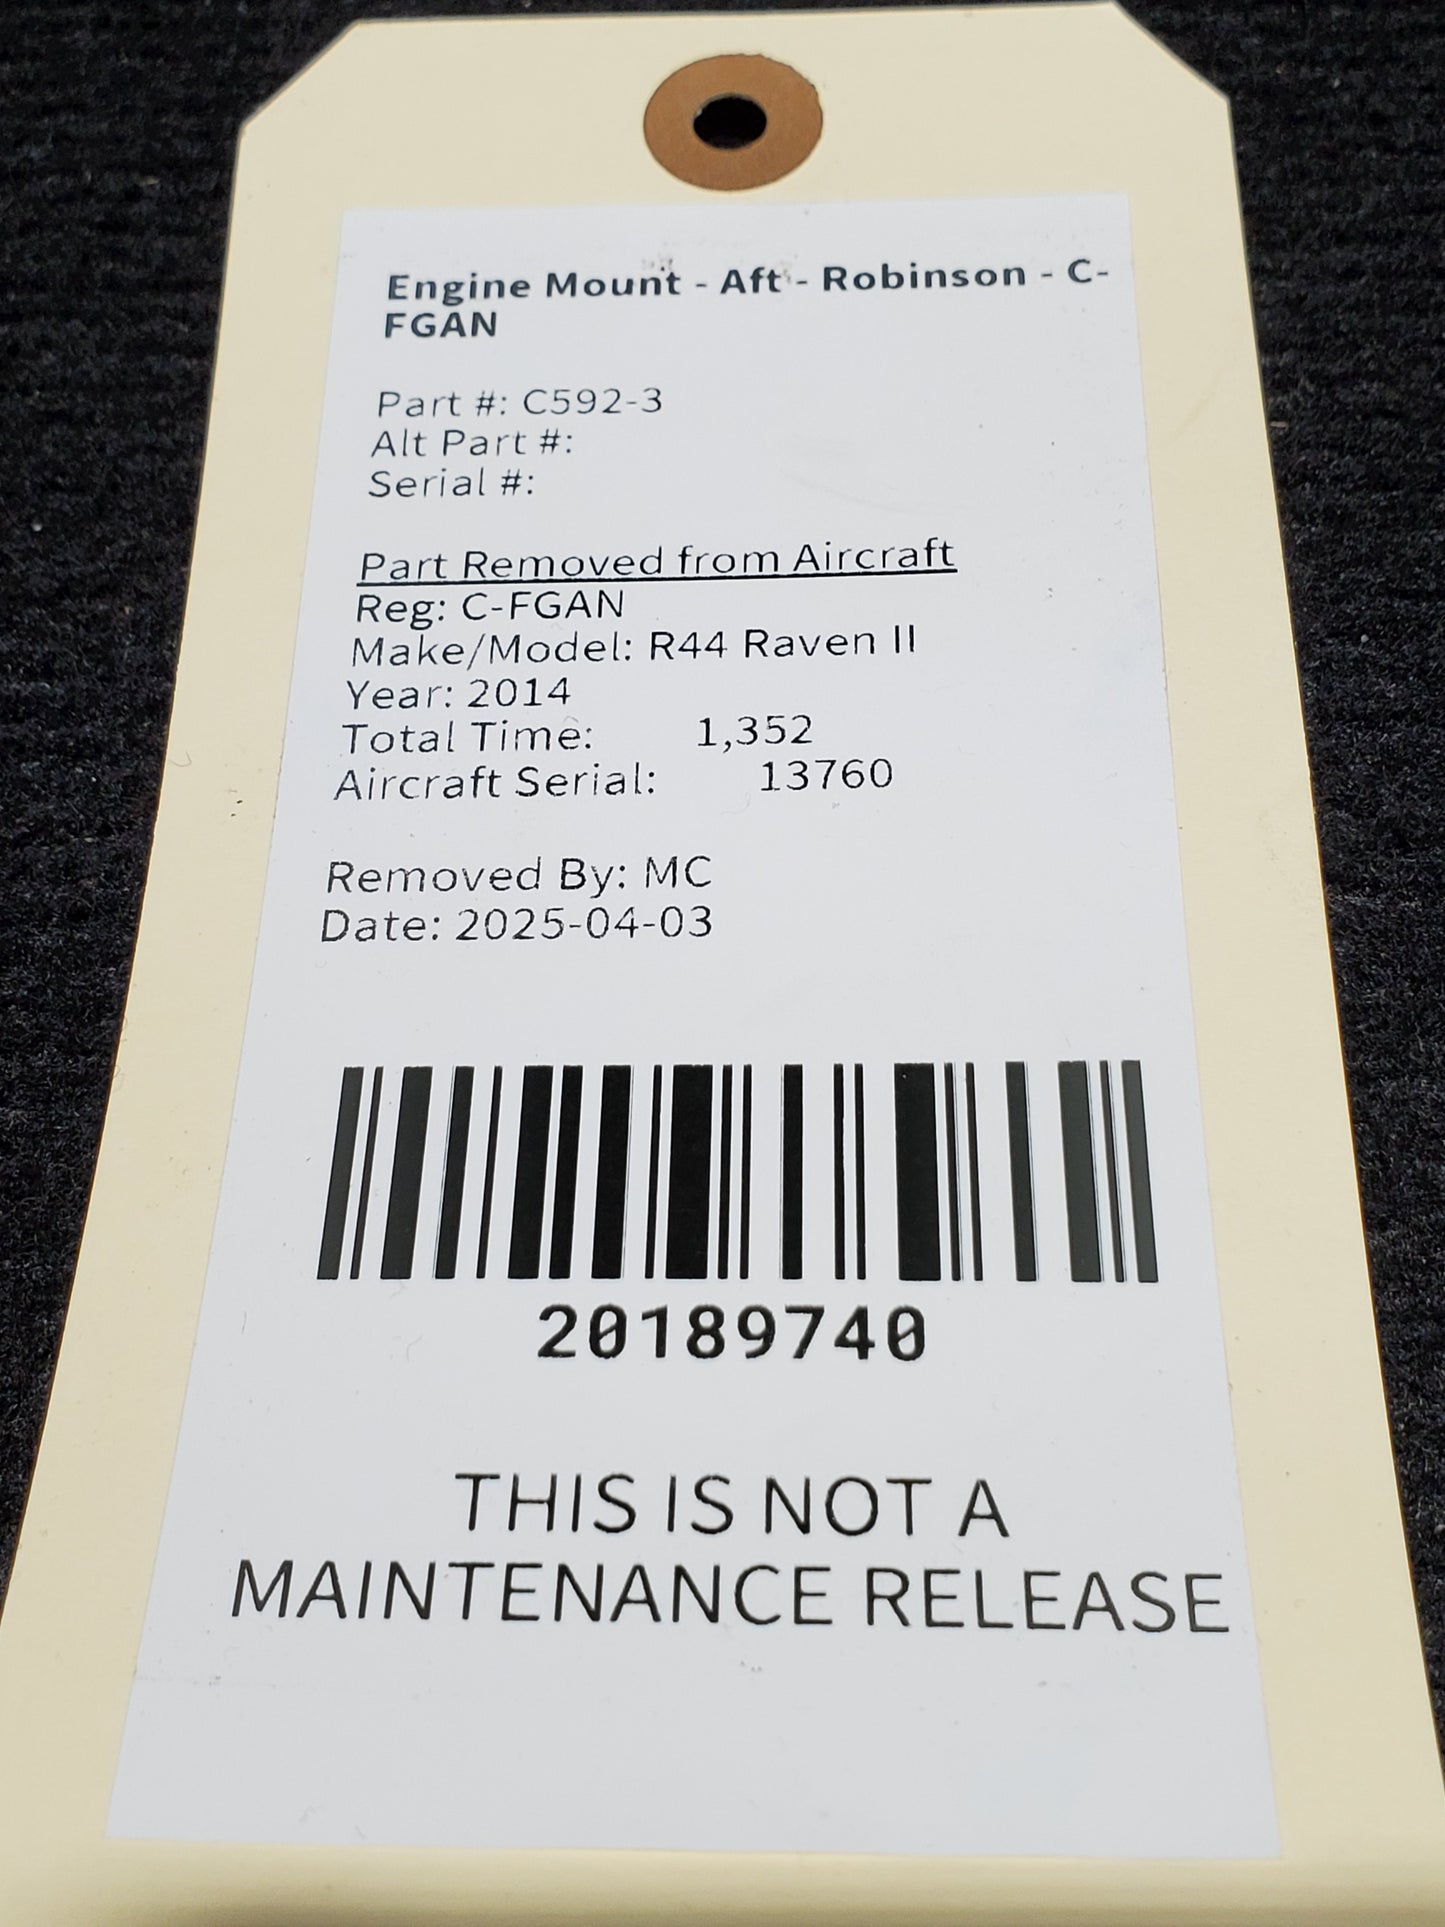 Engine Mount - Aft - Robinson - C-
FGAN
Part #: C592-3
Alt Part #:
Serial #:
Part Removed from Aircraft
Reg: C-FGAN
Make/Model: R44 Raven II
Year: 2014
Total Time: 1,352
Aircraft Serial: 13760
Removed By: MC
Date: 2025-04-03
20189740
THIS IS NOT A
MAINTENANCE RELEASE